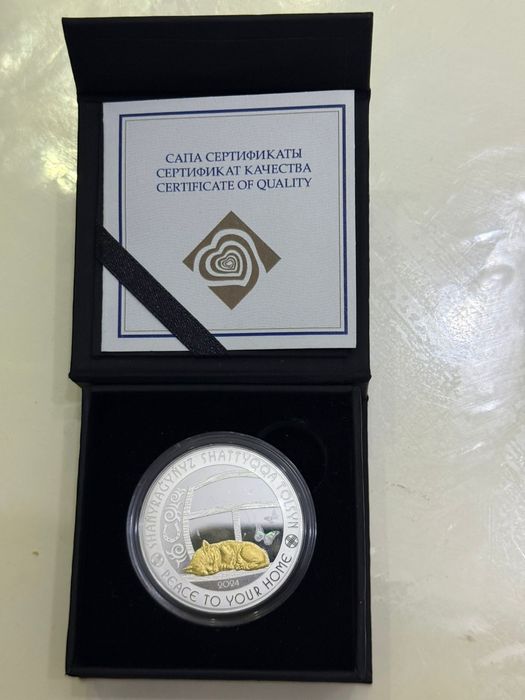 САПА СЕРТИФИКАТЫ
СЕРТИФИКАТ КАЧЕСТВА
CERTIFICATE OF QUALITY
SHANYRAGYNYZ SHATTYQQA TOLSYN
2024
PEACE TO YOUR HOME